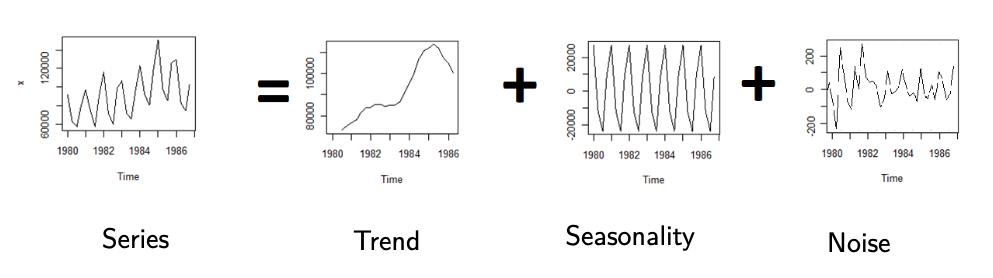 x
120000
60000
1980 1982 1984 1986
Time
=
100000
80000
1980 1982 1984 1986
Time
+
20000
0
-20000
1980 1982 1984 1986
Time
+
200
0
-200
1980 1982 1984 1986
Time
Series
Trend
Seasonality
Noise